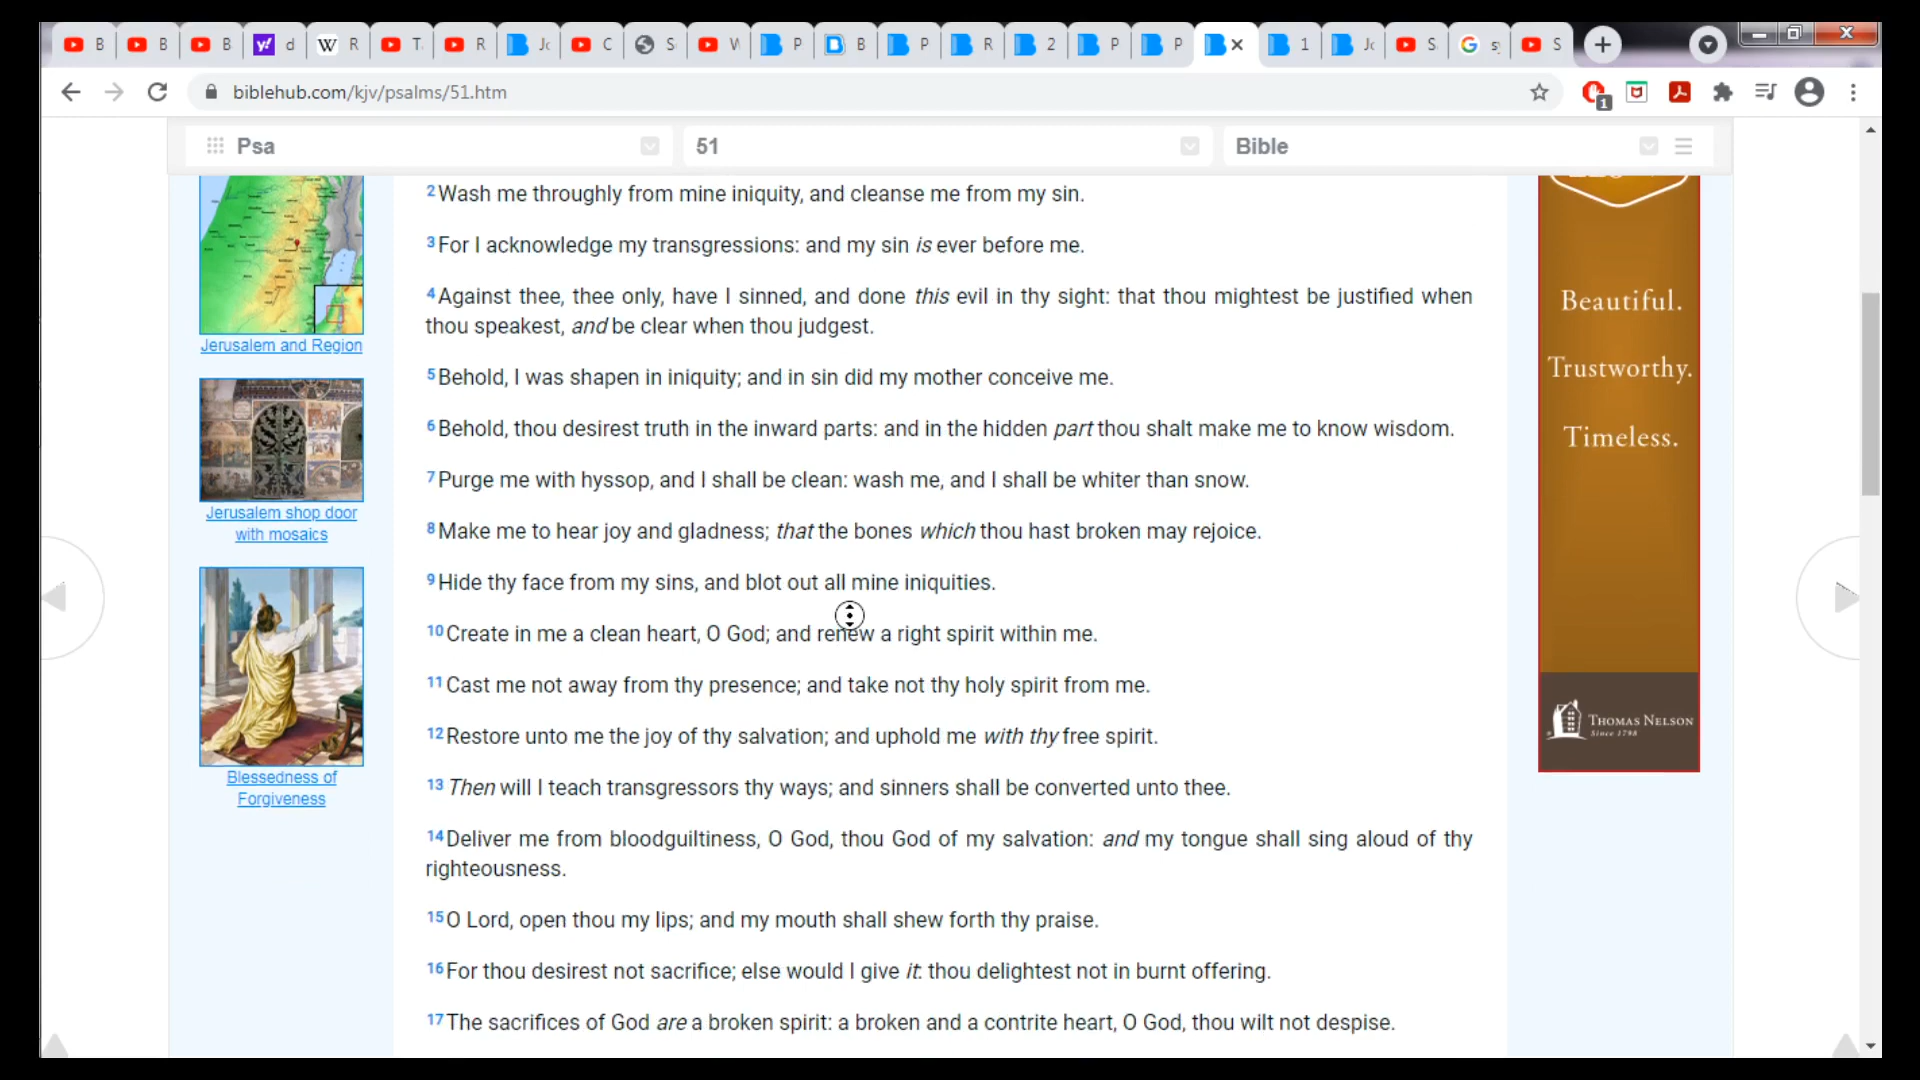 B B B d R T R Jo C S W P B P R 2 P P 1 Jo S sy S
biblehub.com/kjv/psalms/51.htm
1
Psa 51 Bible
2 Wash me throughly from mine iniquity, and cleanse me from my sin.
3 For I acknowledge my transgressions: and my sin is ever before me.
4 Against thee, thee only, have I sinned, and done this evil in thy sight: that thou mightest be justified when
thou speakest, and be clear when thou judgest.
5 Behold, I was shapen in iniquity; and in sin did my mother conceive me.
6 Behold, thou desirest truth in the inward parts: and in the hidden part thou shalt make me to know wisdom.
7 Purge me with hyssop, and I shall be clean: wash me, and I shall be whiter than snow.
8 Make me to hear joy and gladness; that the bones which thou hast broken may rejoice.
9 Hide thy face from my sins, and blot out all mine iniquities.
10 Create in me a clean heart, O God; and renew a right spirit within me.
11 Cast me not away from thy presence; and take not thy holy spirit from me.
12 Restore unto me the joy of thy salvation; and uphold me with thy free spirit.
13 Then will I teach transgressors thy ways; and sinners shall be converted unto thee.
14 Deliver me from bloodguiltiness, O God, thou God of my salvation: and my tongue shall sing aloud of thy
righteousness.
15 O Lord, open thou my lips; and my mouth shall shew forth thy praise.
16 For thou desirest not sacrifice; else would I give it: thou delightest not in burnt offering.
17 The sacrifices of God are a broken spirit: a broken and a contrite heart, O God, thou wilt not despise.
Jerusalem and Region
Jerusalem shop door
with mosaics
Blessedness of
Forgiveness
Beautiful.
Trustworthy.
Timeless.
THOMAS NELSON
Since 1798